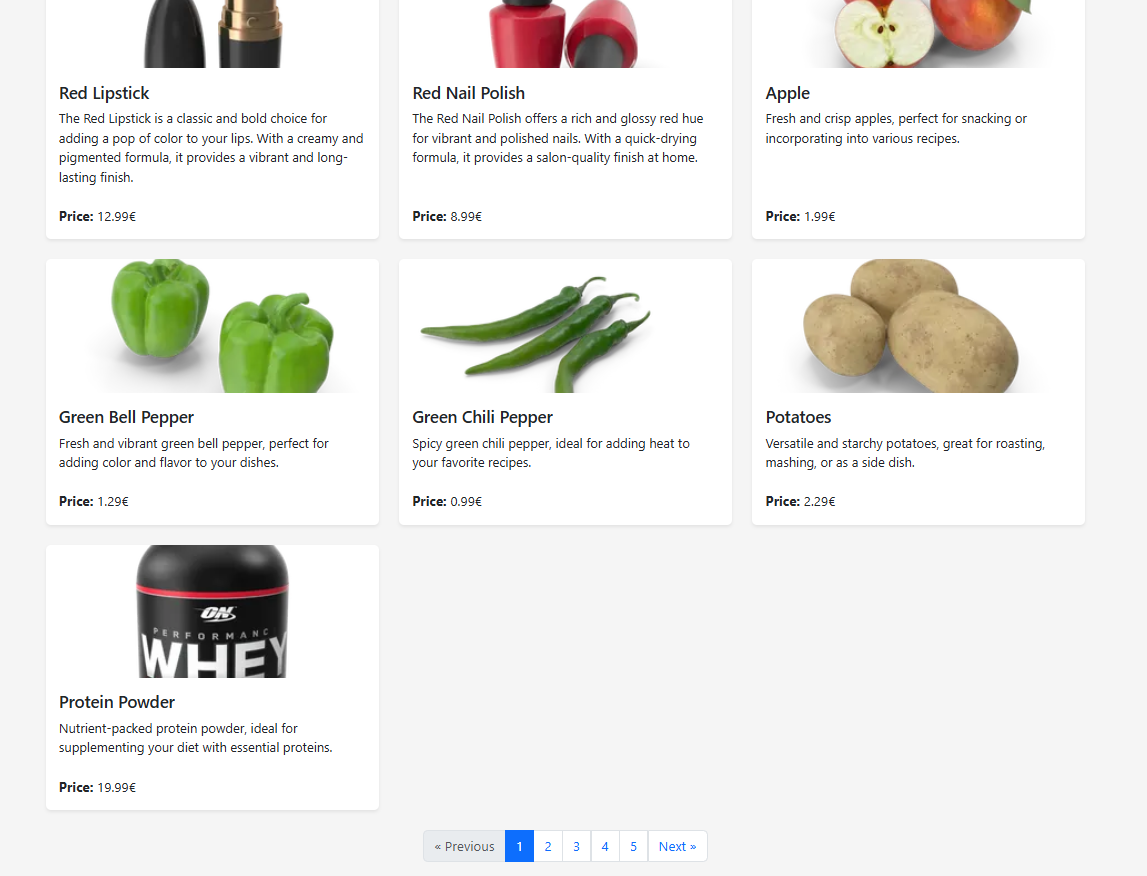 Red Lipstick
The Red Lipstick is a classic and bold choice for
adding a pop of color to your lips. With a creamy and
pigmented formula, it provides a vibrant and long-
lasting finish.
Price: 12.99€
Red Nail Polish
The Red Nail Polish offers a rich and glossy red hue
for vibrant and polished nails. With a quick-drying
formula, it provides a salon-quality finish at home.
Price: 8.99€
Apple
Fresh and crisp apples, perfect for snacking or
incorporating into various recipes.
Price: 1.99€
Green Bell Pepper
Fresh and vibrant green bell pepper, perfect for
adding color and flavor to your dishes.
Price: 1.29€
Green Chili Pepper
Spicy green chili pepper, ideal for adding heat to
your favorite recipes.
Price: 0.99€
Potatoes
Versatile and starchy potatoes, great for roasting,
mashing, or as a side dish.
Price: 2.29€
ON
PERFORMANC
WHEY
Protein Powder
Nutrient-packed protein powder, ideal for
supplementing your diet with essential proteins.
Price: 19.99€
« Previous 1 2 3 4 5 Next »